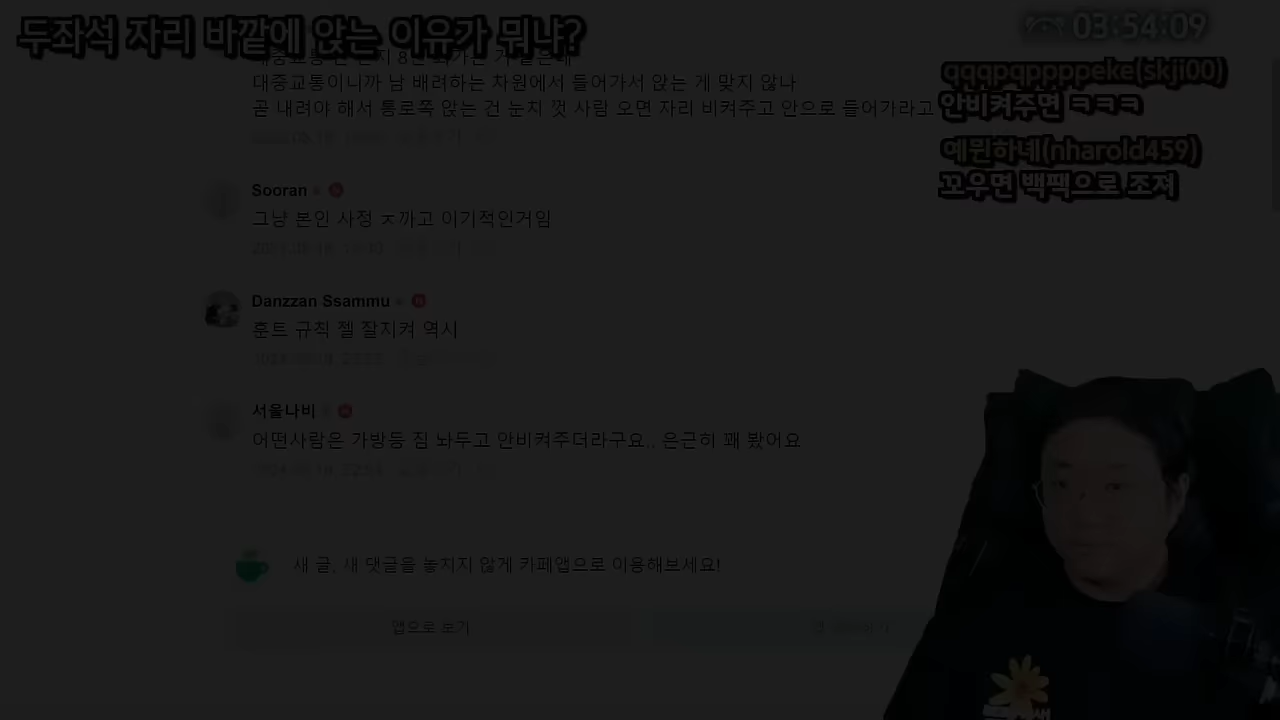 두좌석 자리 바깥에 앉는 이유가 뭐냐?
03:54:09
대중교통이니까 남 배려하는 차원에서 들어가서 앉는 게 맞지 않나
곧 내려야 해서 통로쪽 앉는 건 눈치 껏 사람 오면 자리 비켜주고 안으로 들어가라고
qqqpqppppeke(skji00)
안비켜주면 ㅋㅋㅋ
예뭔하녜(nharold459)
꼬우면 백팩으로 조져
Sooran
그냥 본인 사정 ㅈ까고 이기적인거임
Danzzan Ssammu
훈트 규칙 젤 잘지켜 역시
서울나비
어떤사람은 가방등 짐 놔두고 안비켜주더라구요.. 은근히 꽤 봤어요
새 글, 새 댓글을 놓치지 않게 카페앱으로 이용해보세요!
앱으로 보기